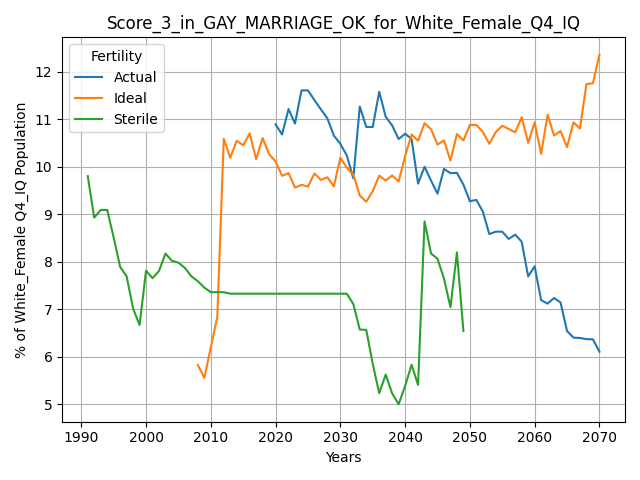 Score_3_in_GAY_MARRIAGE_OK_for_White_Female_Q4_IQ
Fertility
Actual
Ideal
Sterile
% of White_Female Q4_IQ Population
12
11
10
9
8
7
6
5
1990 2000 2010 2020 2030 2040 2050 2060 2070
Years